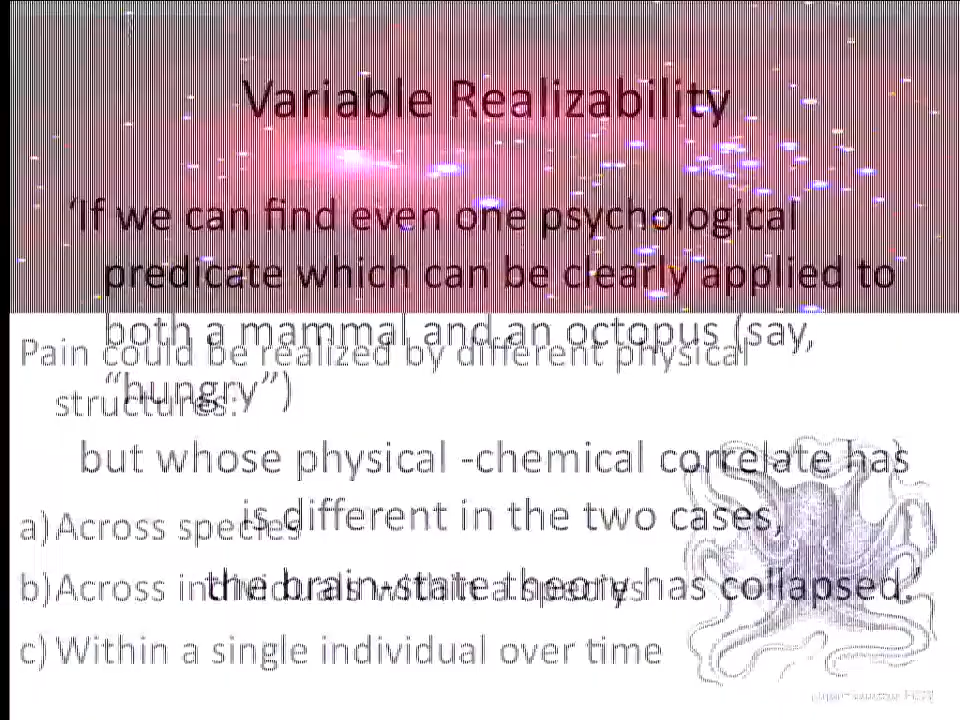 Variable Realizability
‘If we can find even one psychological
predicate which can be clearly applied to
both a mammal and an octopus (say,
“hungry”)
but whose physical -chemical correlate has
is different in the two cases,
the brain-state theory has collapsed.’
Pain could be realized by different physical
structures:
a) Across species
b) Across individuals within a species
c) Within a single individual over time